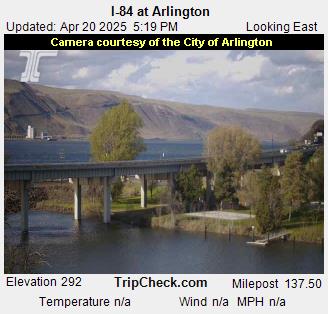 I-84 at Arlington
Updated: Apr 20 2025 5:19 PM Looking East
Camera courtesy of the City of Arlington
Elevation 292 TripCheck.com Milepost 137.50
Temperature n/a Wind n/a MPH n/a